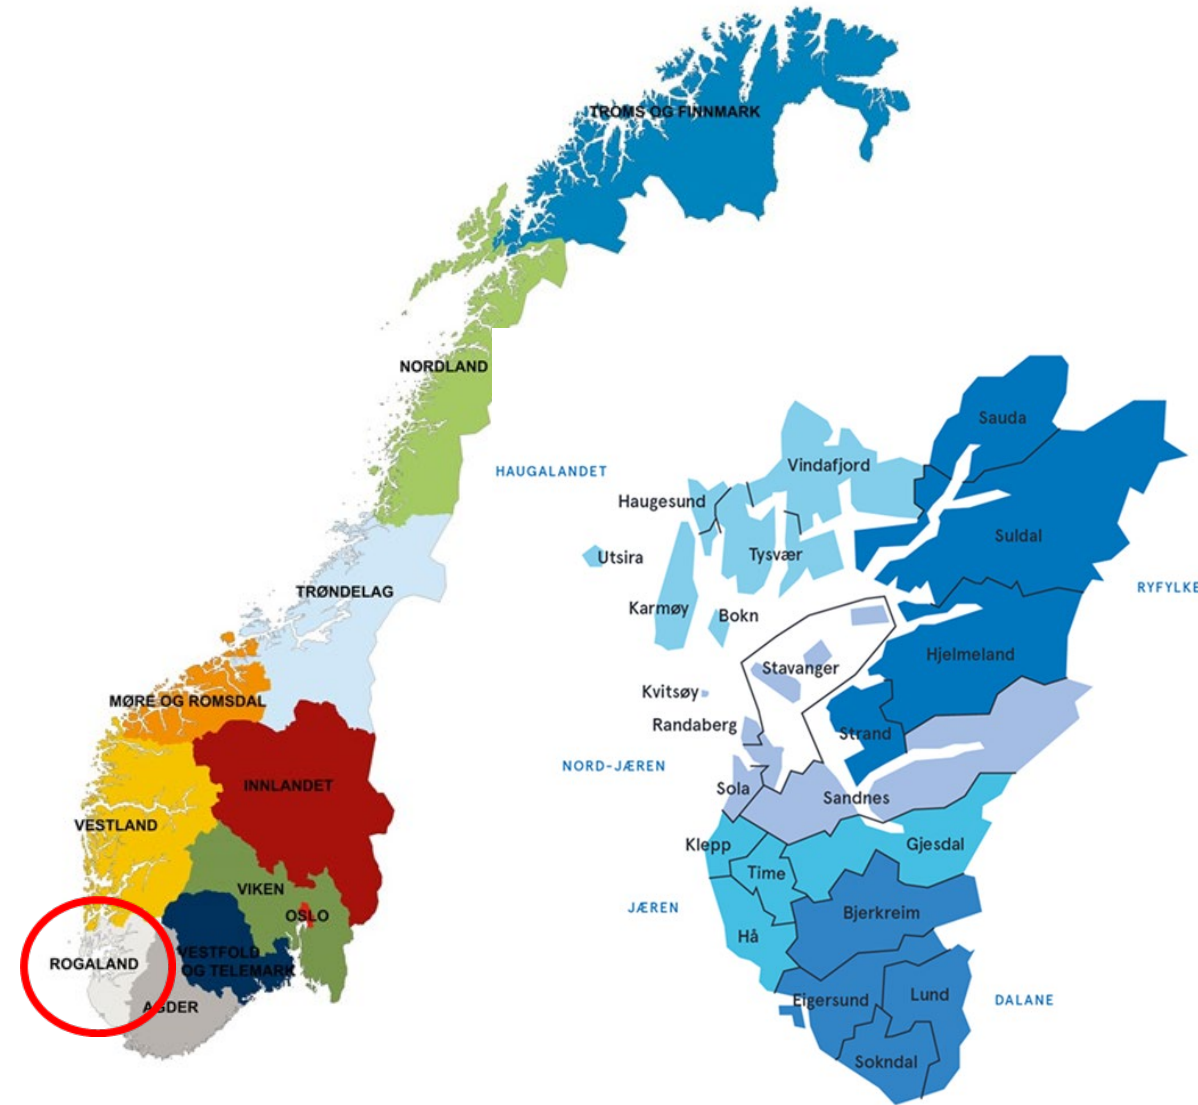 TROMS OG FINNMARK
NORDLAND
TRØNDELAG
MØRE OG ROMSDAL
INNLANDET
VESTLAND
VIKEN
OSLO
VESTFOLD
OG TELEMARK
ROGALAND
AGDER
HAUGALANDET
Sauda
Vindafjord
Haugesund
Suldal
Utsira
Tysvær
RYFYLKE
Karmøy
Bokn
Hjelmeland
Stavanger
Kvitsøy
Randaberg
Strand
NORD-JÆREN
Sola
Sandnes
Klepp
Gjesdal
Time
JÆREN
Bjerkreim
Hå
Eigersund
Lund
DALANE
Sokndal